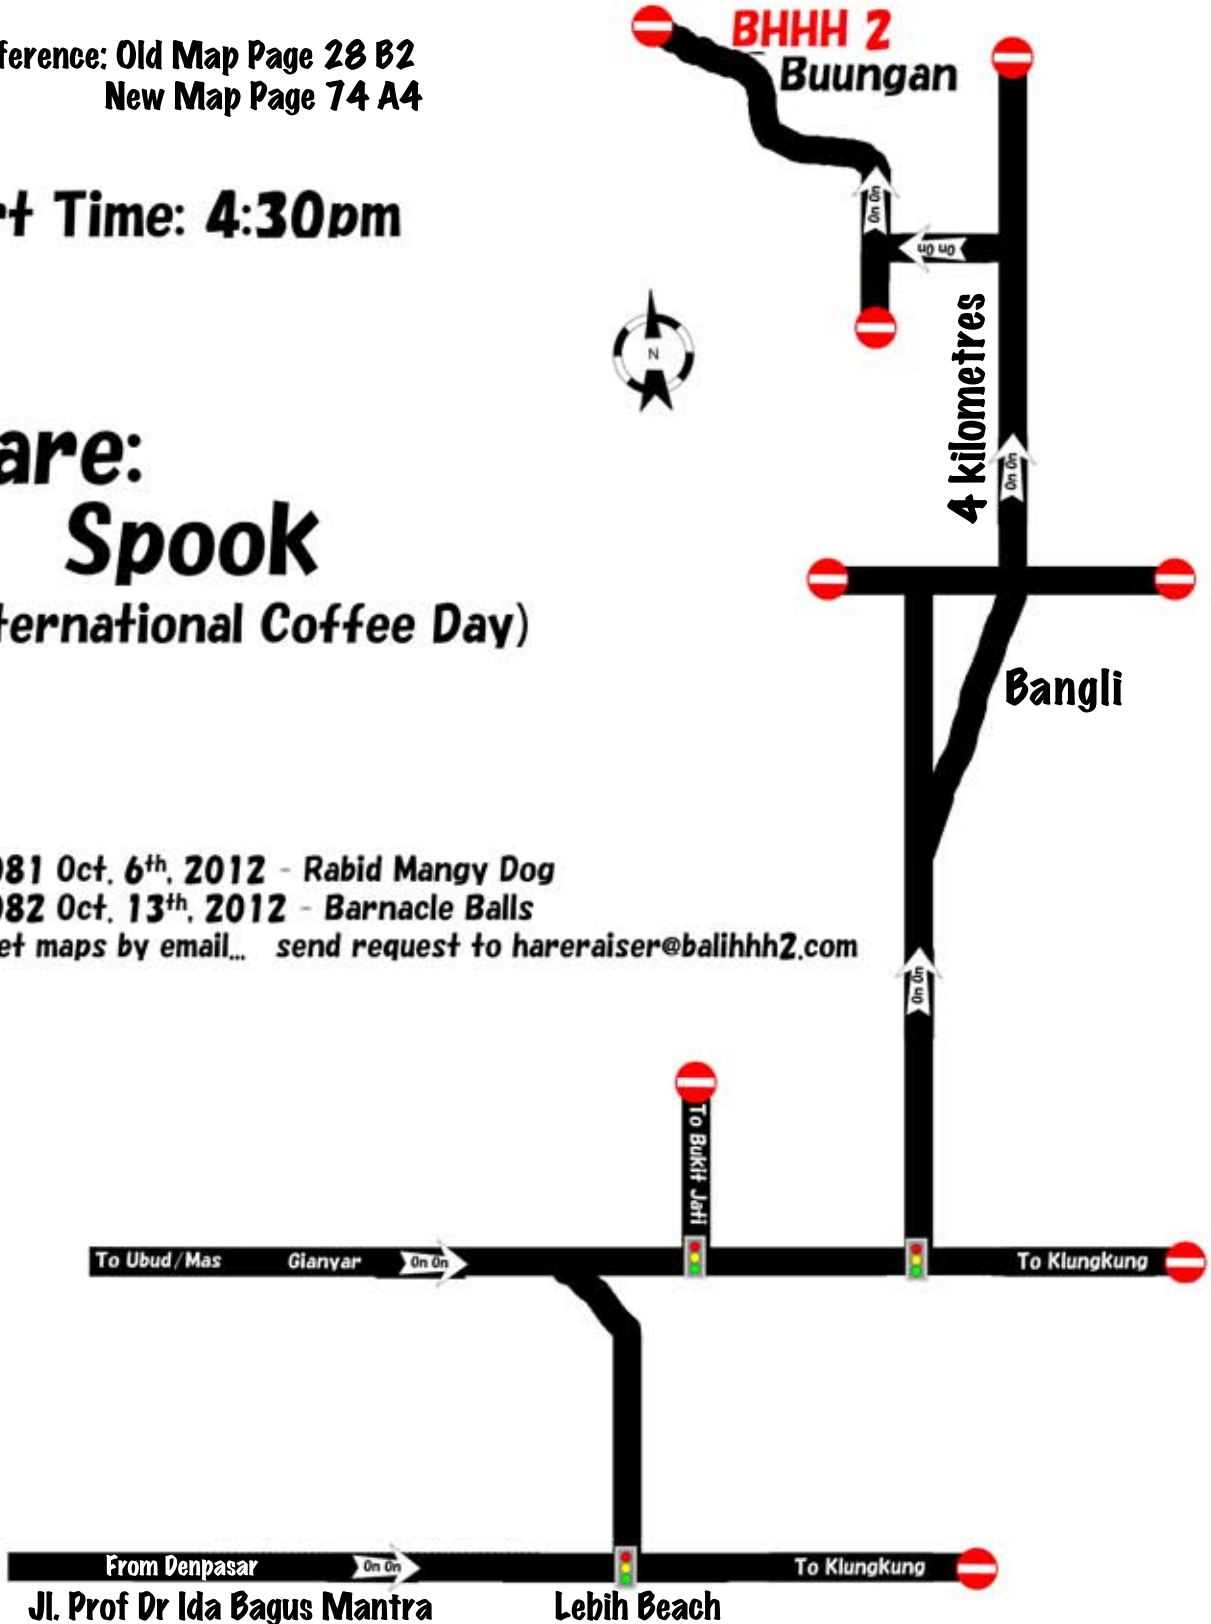 ference: Old Map Page 28 B2
New Map Page 74 A4
BHHH 2
Buungan
rt Time: 4:30pm
On On
On On
N
4 kilometres
On On
are:
Spook
ternational Coffee Day)
Bangli
081 Oct. 6th, 2012 - Rabid Mangy Dog
082 Oct. 13th, 2012 - Barnacle Balls
et maps by email... send request to hareraiser@balihhh2.com
On On
To Bukit Jati
To Ubud/Mas Gianyar On On To Klungkung
From Denpasar On On To Klungkung
Jl. Prof Dr Ida Bagus Mantra Lebih Beach